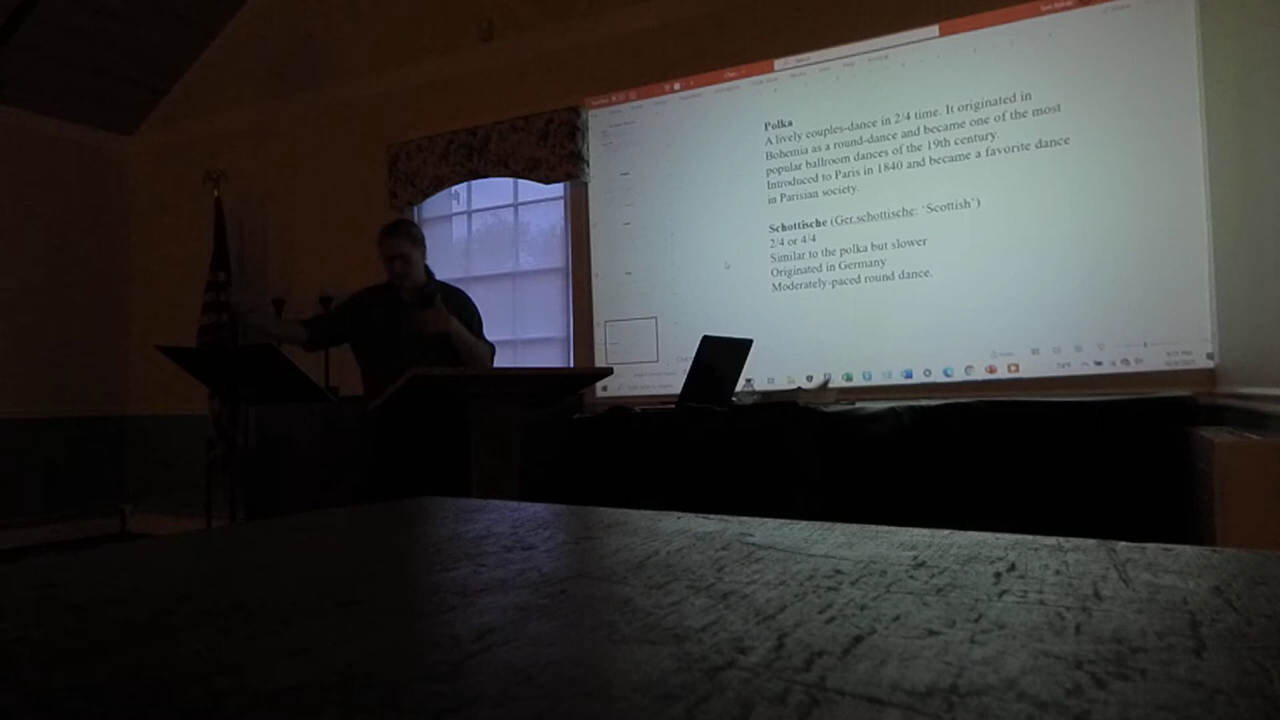 Polka
A lively couples-dance in 2/4 time. It originated in
Bohemia as a round-dance and became one of the most
popular ballroom dances of the 19th century.
Introduced to Paris in 1840 and became a favorite dance
in Parisian society.
Schottische (Ger.schottische: ‘Scottish’)
2/4 or 4/4
Similar to the polka but slower
Originated in Germany
Moderately-paced round dance.